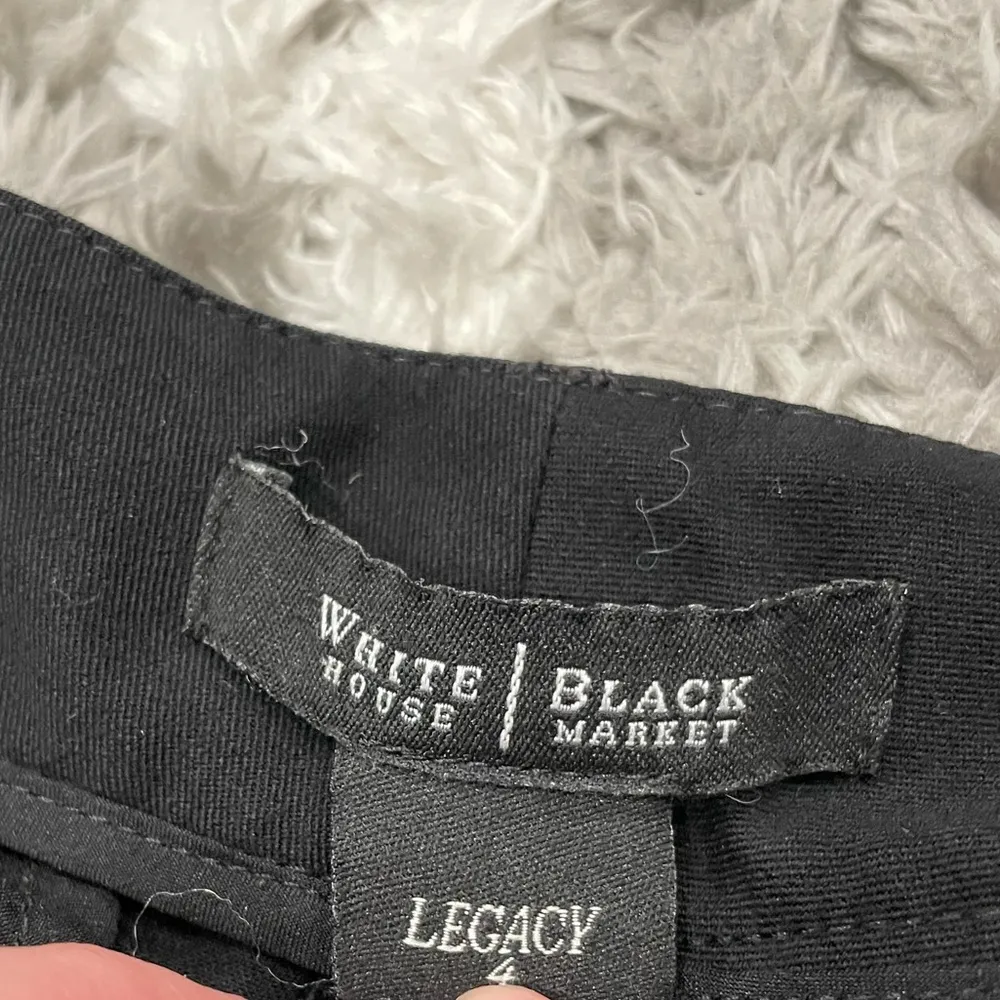 WHITE | BLACK
HOUSE | MARKET
LEGACY
4